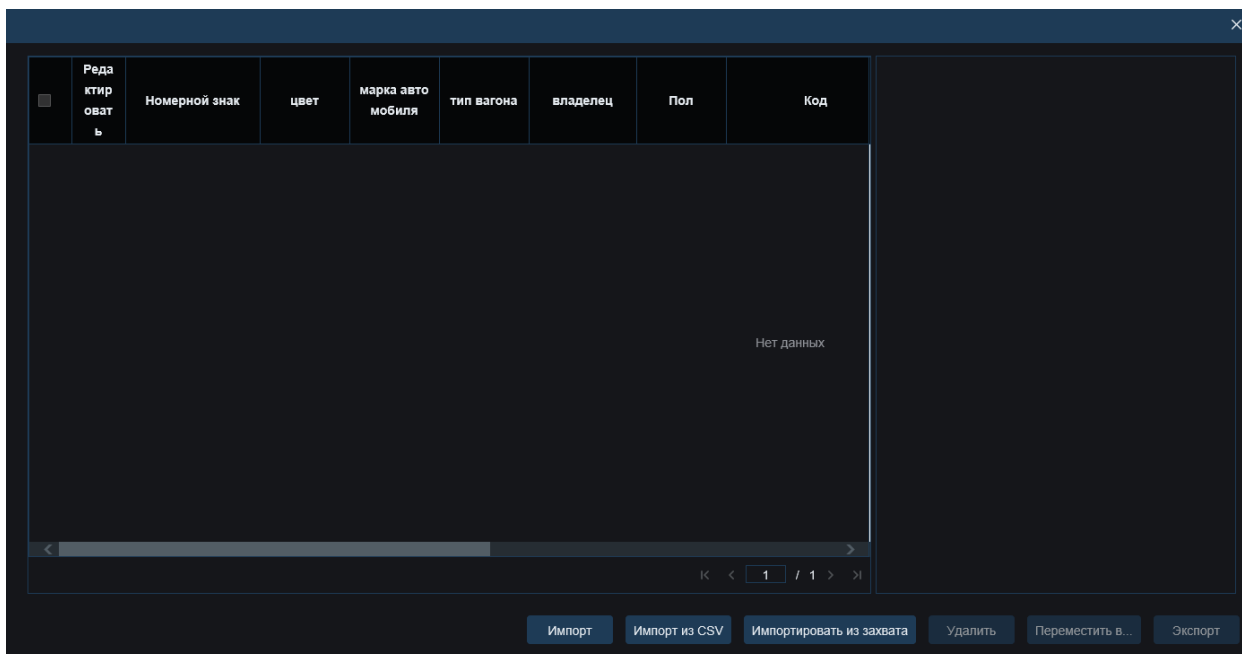 Реда
ктир
оват
ь
Номерной знак
цвет
марка авто
мобиля
тип вагона
владелец
Пол
Код
Нет данных
1 / 1
Импорт
Импорт из CSV
Импортировать из захвата
Удалить
Переместить в...
Экспорт